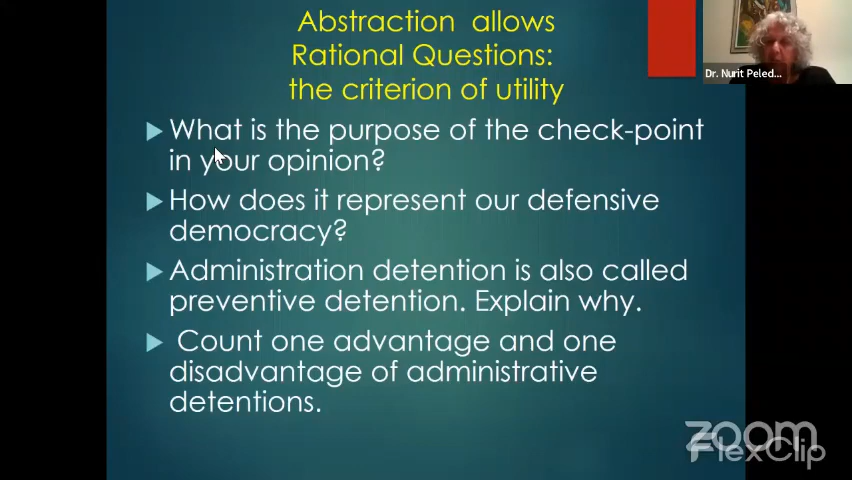 Abstraction allows
Rational Questions:
the criterion of utility
What is the purpose of the check-point
in your opinion?
How does it represent our defensive
democracy?
Administration detention is also called
preventive detention. Explain why.
Count one advantage and one
disadvantage of administrative
detentions.
Dr. Nurit Peled...
zoom
FlexClip